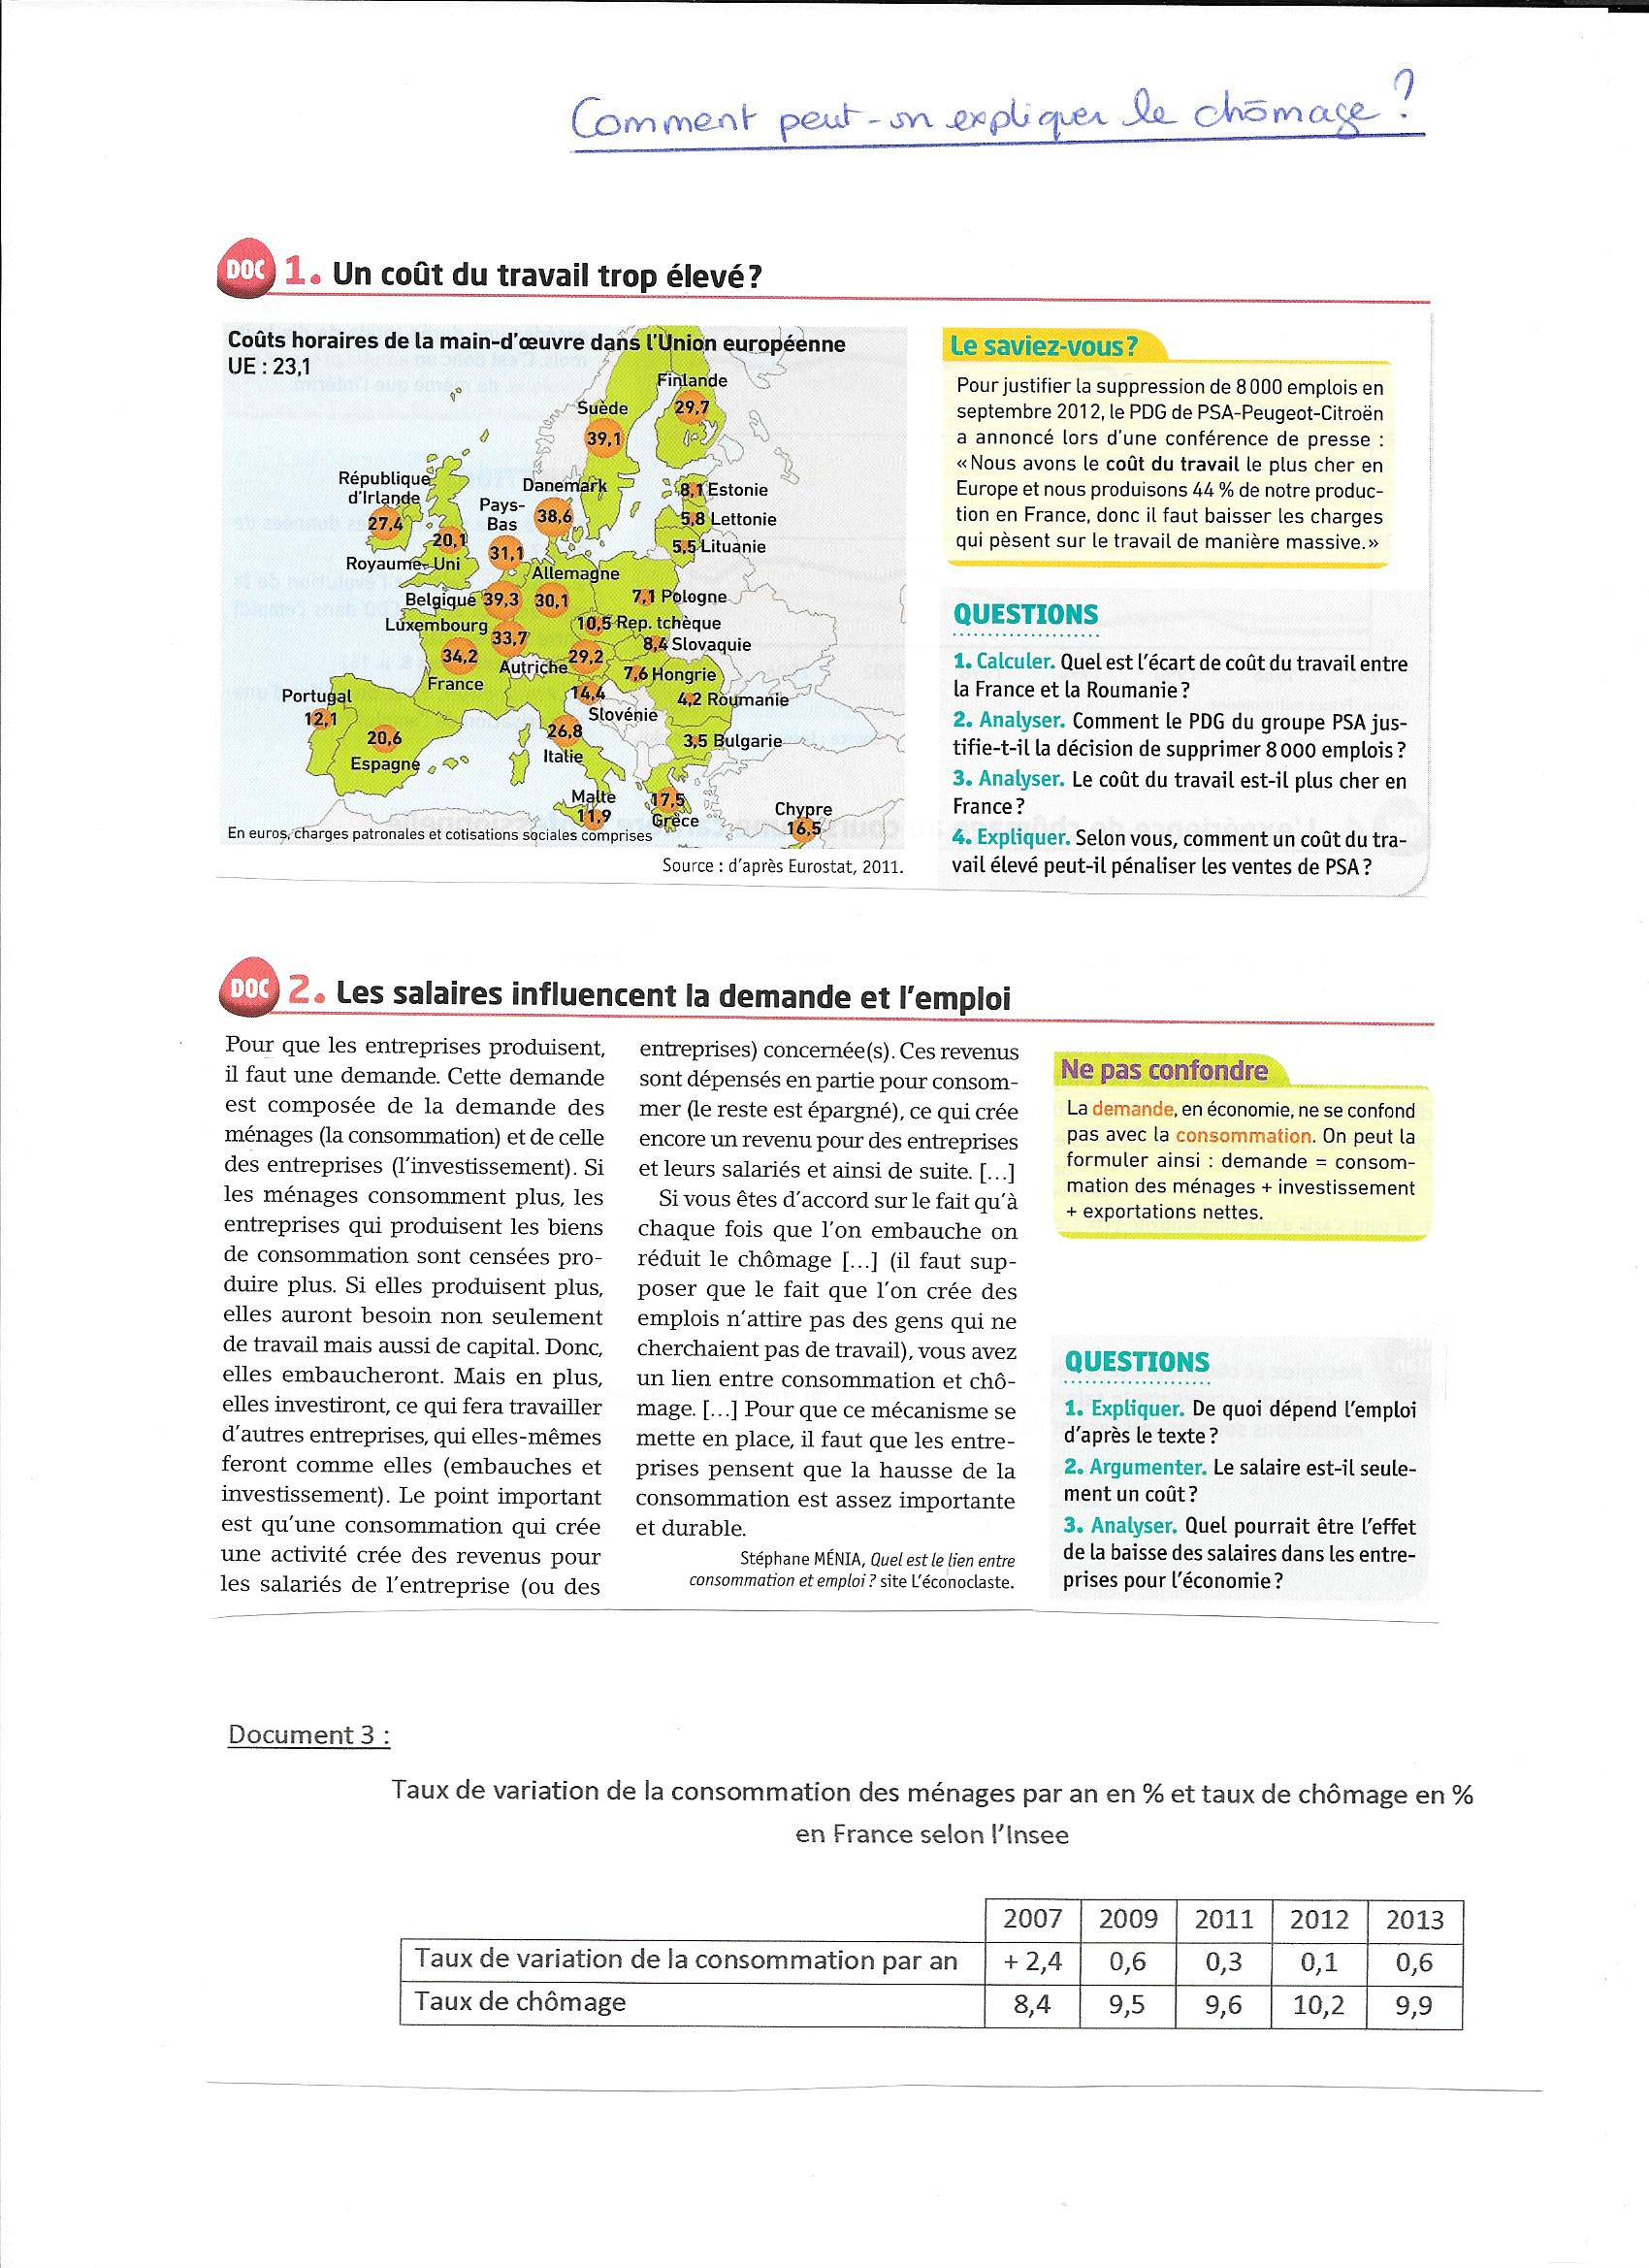 Comment peut-on expliquer le chômage ?
DOC 1. Un coût du travail trop élevé ?
Coûts horaires de la main-d'œuvre dans l'Union européenne
UE : 23,1
Finlande
29,7
Suède
39,1
République
d'Irlande
27,4
Danemark
38,6
Pays-
Bas
31,1
8,1 Estonie
5,8 Lettonie
5,5 Lituanie
20,1
Royaume-Uni
Allemagne
30,1
Belgique 39,3
7,1 Pologne
Luxembourg
33,7
10,5 Rep. tchèque
8,4 Slovaquie
34,2
France
Autriche 29,2
7,6 Hongrie
14,4
Slovénie
4,2 Roumanie
Portugal
12,1
20,6
Espagne
26,8
Italie
3,5 Bulgarie
Malte
11,9
17,5
Grèce
Chypre
16,5
En euros, charges patronales et cotisations sociales comprises
Source : d'après Eurostat, 2011.
Le saviez-vous ?
Pour justifier la suppression de 8 000 emplois en
septembre 2012, le PDG de PSA-Peugeot-Citroën
a annoncé lors d'une conférence de presse :
« Nous avons le coût du travail le plus cher en
Europe et nous produisons 44 % de notre produc-
tion en France, donc il faut baisser les charges
qui pèsent sur le travail de manière massive. »
QUESTIONS
1. Calculer. Quel est l'écart de coût du travail entre
la France et la Roumanie ?
2. Analyser. Comment le PDG du groupe PSA jus-
tifie-t-il la décision de supprimer 8 000 emplois ?
3. Analyser. Le coût du travail est-il plus cher en
France ?
4. Expliquer. Selon vous, comment un coût du tra-
vail élevé peut-il pénaliser les ventes de PSA ?
DOC 2. Les salaires influencent la demande et l'emploi
Pour que les entreprises produisent,
il faut une demande. Cette demande
est composée de la demande des
ménages (la consommation) et de celle
des entreprises (l'investissement). Si
les ménages consomment plus, les
entreprises qui produisent les biens
de consommation sont censées pro-
duire plus. Si elles produisent plus,
elles auront besoin non seulement
de travail mais aussi de capital. Donc,
elles embaucheront. Mais en plus,
elles investiront, ce qui fera travailler
d'autres entreprises, qui elles-mêmes
feront comme elles (embauches et
investissement). Le point important
est qu'une consommation qui crée
une activité crée des revenus pour
les salariés de l'entreprise (ou des
entreprises) concernée(s). Ces revenus
sont dépensés en partie pour consom-
mer (le reste est épargné), ce qui crée
encore un revenu pour des entreprises
et leurs salariés et ainsi de suite. [...]
Si vous êtes d'accord sur le fait qu'à
chaque fois que l'on embauche on
réduit le chômage [...] (il faut sup-
poser que le fait que l'on crée des
emplois n'attire pas des gens qui ne
cherchaient pas de travail), vous avez
un lien entre consommation et chô-
mage. [...] Pour que ce mécanisme se
mette en place, il faut que les entre-
prises pensent que la hausse de la
consommation est assez importante
et durable.
Stéphane MÉNIA, Quel est le lien entre
consommation et emploi ? site L'éconoclaste.
Ne pas confondre
La demande, en économie, ne se confond
pas avec la consommation. On peut la
formuler ainsi : demande = consom-
mation des ménages + investissement
+ exportations nettes.
QUESTIONS
1. Expliquer. De quoi dépend l'emploi
d'après le texte ?
2. Argumenter. Le salaire est-il seule-
ment un coût ?
3. Analyser. Quel pourrait être l'effet
de la baisse des salaires dans les entre-
prises pour l'économie ?
Document 3 :
Taux de variation de la consommation des ménages par an en % et taux de chômage en %
en France selon l'Insee
2007 2009 2011 2012 2013
Taux de variation de la consommation par an + 2,4 0,6 0,3 0,1 0,6
Taux de chômage 8,4 9,5 9,6 10,2 9,9